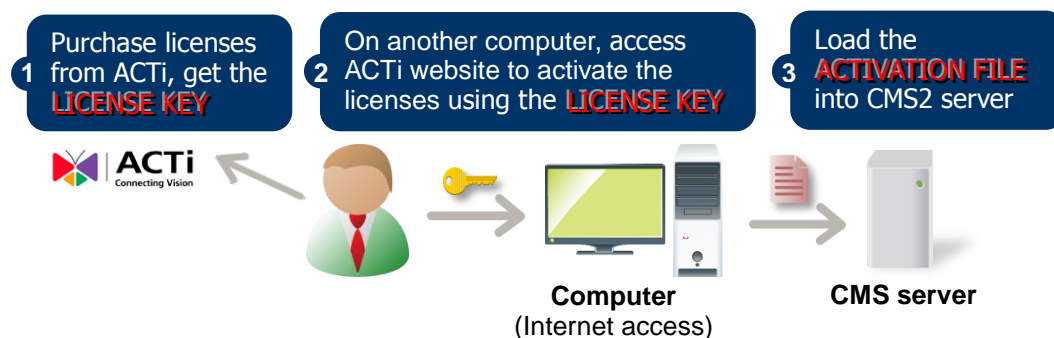 1
Purchase licenses
from ACTi, get the
LICENSE KEY
2
On another computer, access
ACTi website to activate the
licenses using the LICENSE KEY
3
Load the
ACTIVATION FILE
into CMS2 server
ACTi
Connecting Vision
Computer
(Internet access)
CMS server